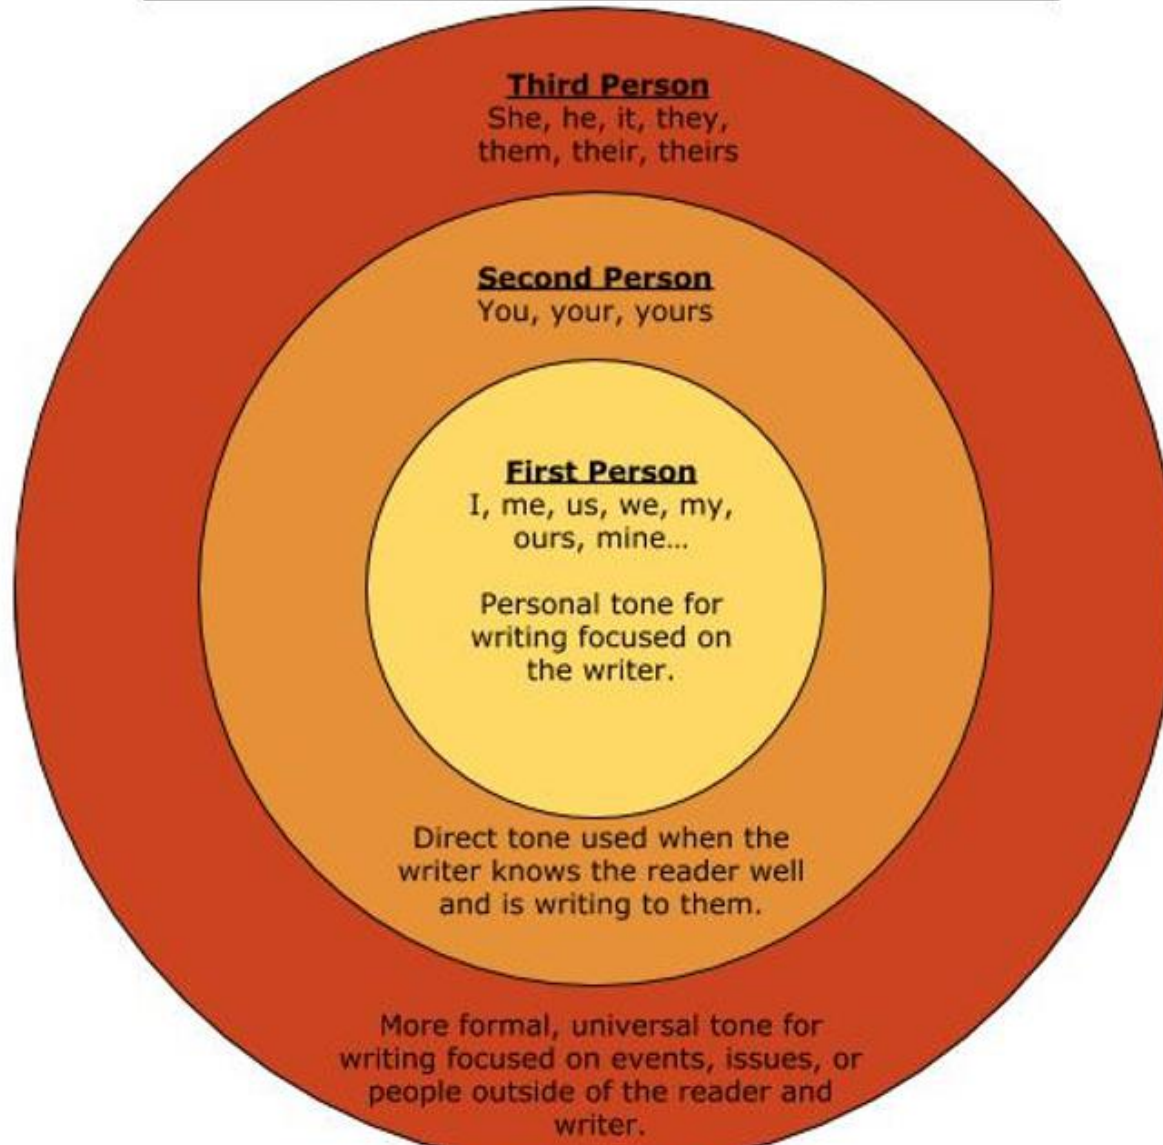 Third Person
She, he, it, they,
them, their, theirs
Second Person
You, your, yours
First Person
I, me, us, we, my,
ours, mine...
Personal tone for
writing focused on
the writer.
Direct tone used when the
writer knows the reader well
and is writing to them.
More formal, universal tone for
writing focused on events, issues, or
people outside of the reader and
writer.